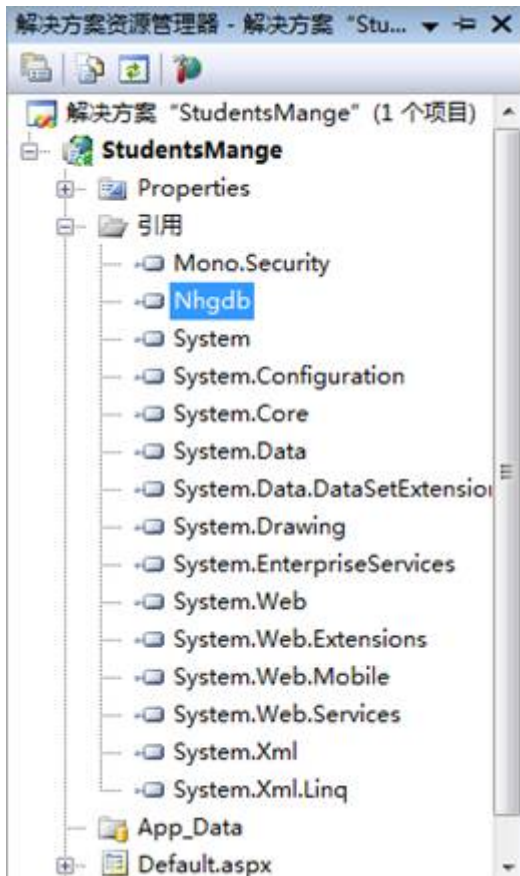 解决方案资源管理器 - 解决方案 “Stu...
解决方案 “StudentsMange” (1 个项目)
StudentsMange
Properties
引用
Mono.Security
Nhgdb
System
System.Configuration
System.Core
System.Data
System.Data.DataSetExtension
System.Drawing
System.EnterpriseServices
System.Web
System.Web.Extensions
System.Web.Mobile
System.Web.Services
System.Xml
System.Xml.Linq
App_Data
Default.aspx